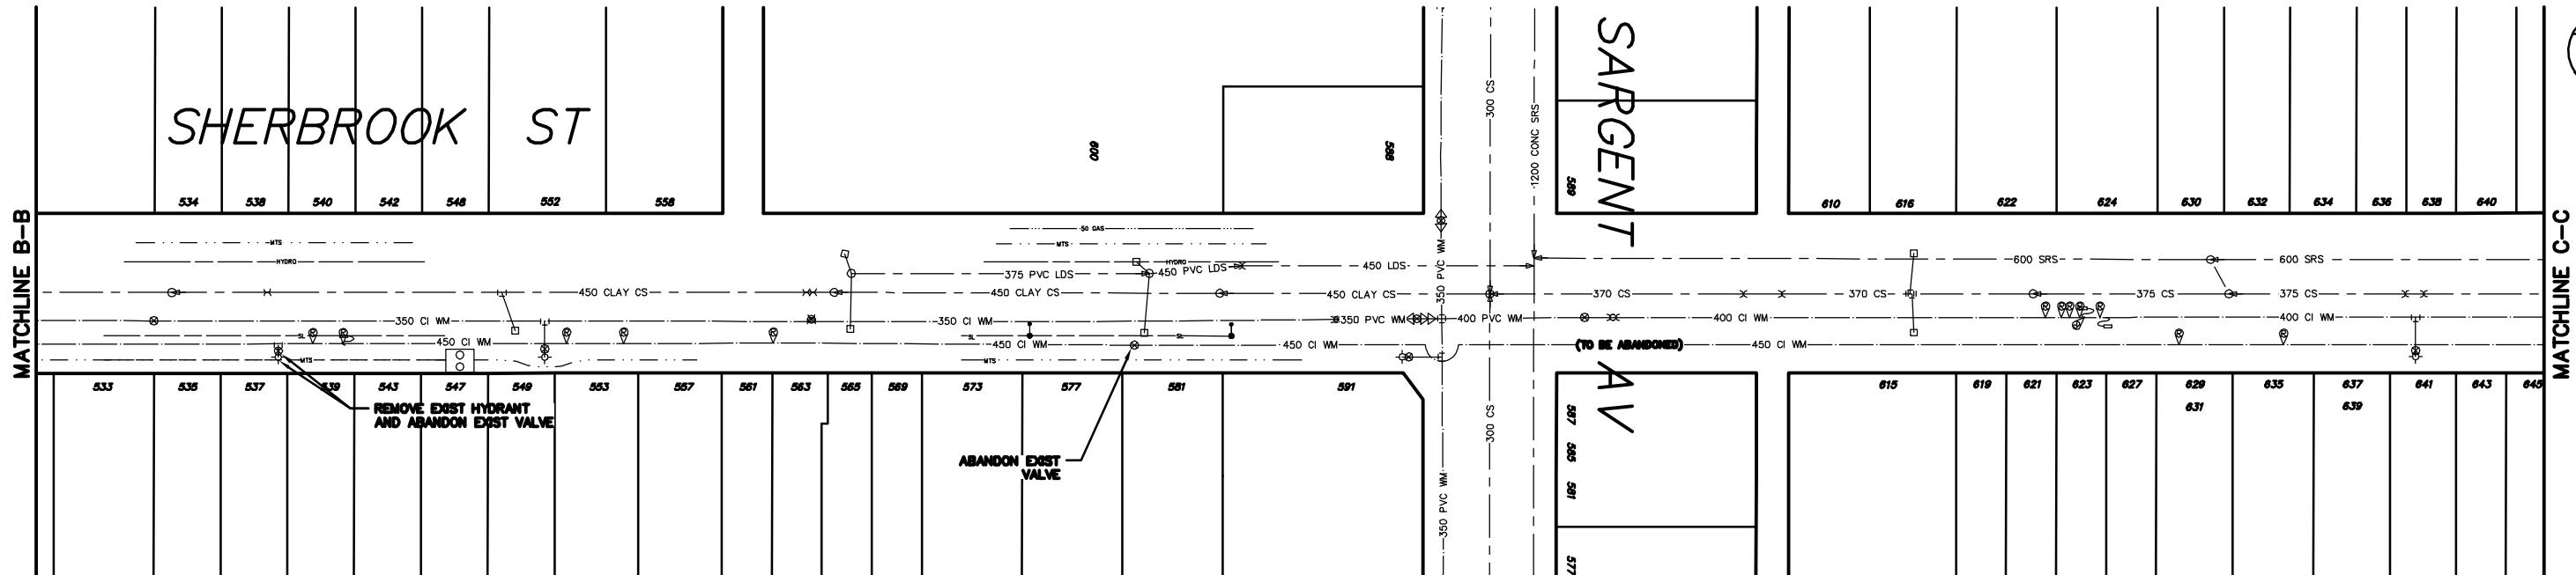 SHERBROOK ST
SARGENT AV
MATCHLINE B-B
MATCHLINE C-C
534
538
540
542
548
552
558
600
588
589
610
616
622
624
630
632
634
636
638
640
300 CS
1200 CONC SRS
350 PVC WM
MTS
HYDRO
50 GAS
MTS
HYDRO
375 PVC LDS
450 PVC LDS
450 LDS
600 SRS
600 SRS
450 CLAY CS
450 CLAY CS
450 CLAY CS
370 CS
370 CS
375 CS
375 CS
350 CI WM
350 CI WM
350 PVC WM
400 PVC WM
400 CI WM
400 CI WM
SL
SL
SL
450 CI WM
450 CI WM
450 CI WM
(TO BE ABANDONED)
450 CI WM
MTS
MTS
533
535
537
539
543
547
549
553
557
561
563
565
569
573
577
581
591
615
619
621
623
627
629
631
635
637
639
641
643
645
REMOVE EXIST HYDRANT
AND ABANDON EXIST VALVE
ABANDON EXIST
VALVE
300 CS
350 PVC WM
587
585
581
577